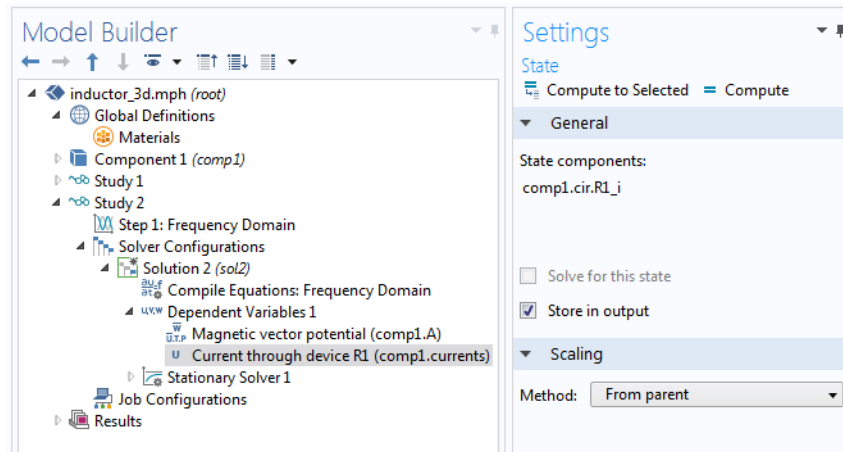 Model Builder
inductor_3d.mph (root)
Global Definitions
Materials
Component 1 (comp1)
Study 1
Study 2
Step 1: Frequency Domain
Solver Configurations
Solution 2 (sol2)
Compile Equations: Frequency Domain
Dependent Variables 1
Magnetic vector potential (comp1.A)
Current through device R1 (comp1.currents)
Stationary Solver 1
Job Configurations
Results
Settings
State
Compute to Selected = Compute
General
State components:
comp1.cir.R1_i
Solve for this state
Store in output
Scaling
Method: From parent